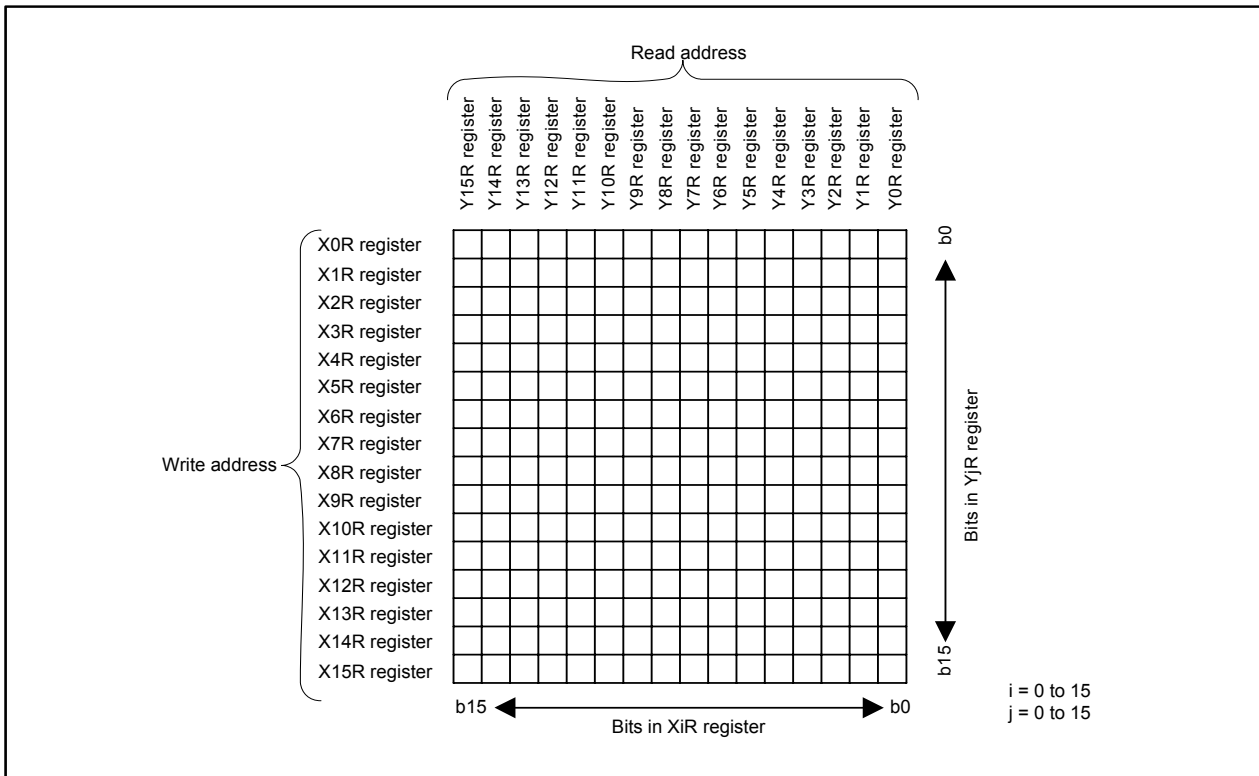 Read address
Y15R register
Y14R register
Y13R register
Y12R register
Y11R register
Y10R register
Y9R register
Y8R register
Y7R register
Y6R register
Y5R register
Y4R register
Y3R register
Y2R register
Y1R register
Y0R register
Write address
X0R register
X1R register
X2R register
X3R register
X4R register
X5R register
X6R register
X7R register
X8R register
X9R register
X10R register
X11R register
X12R register
X13R register
X14R register
X15R register
b0
Bits in YjR register
b15
b15
b0
Bits in XiR register
i = 0 to 15
j = 0 to 15